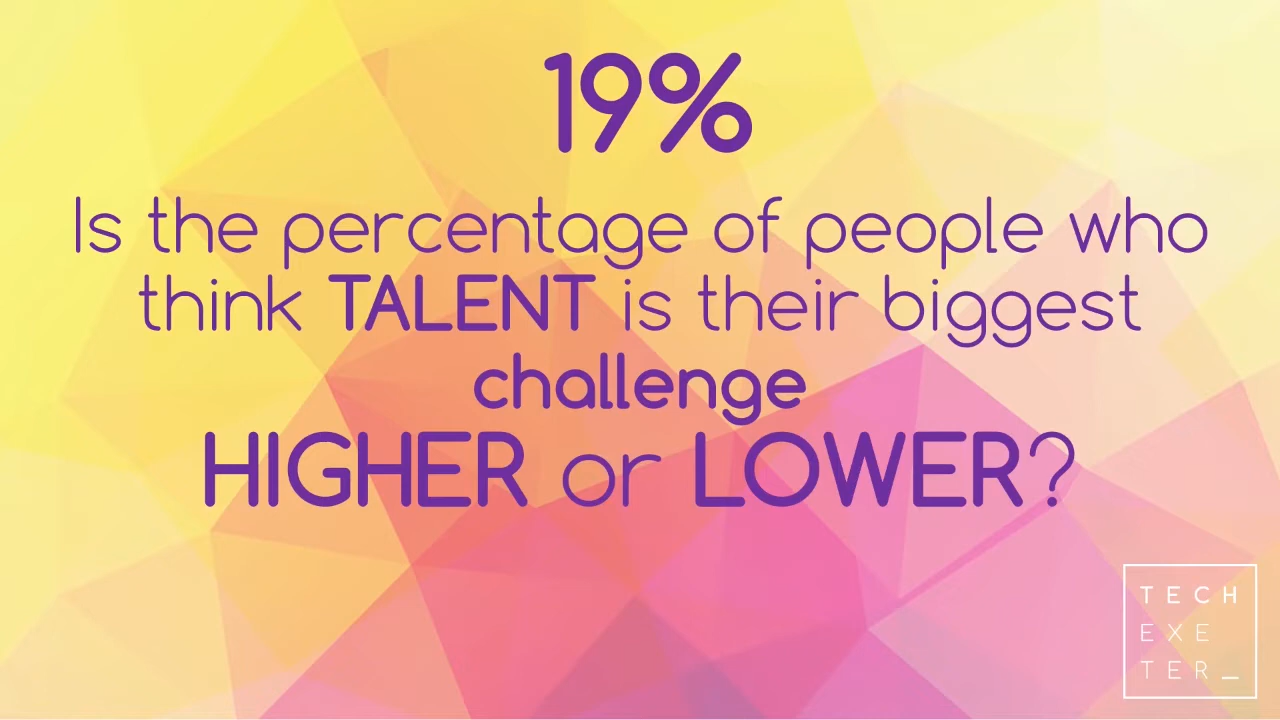 19%
Is the percentage of people who
think TALENT is their biggest
challenge
HIGHER or LOWER?
TECH
EXE
TER_